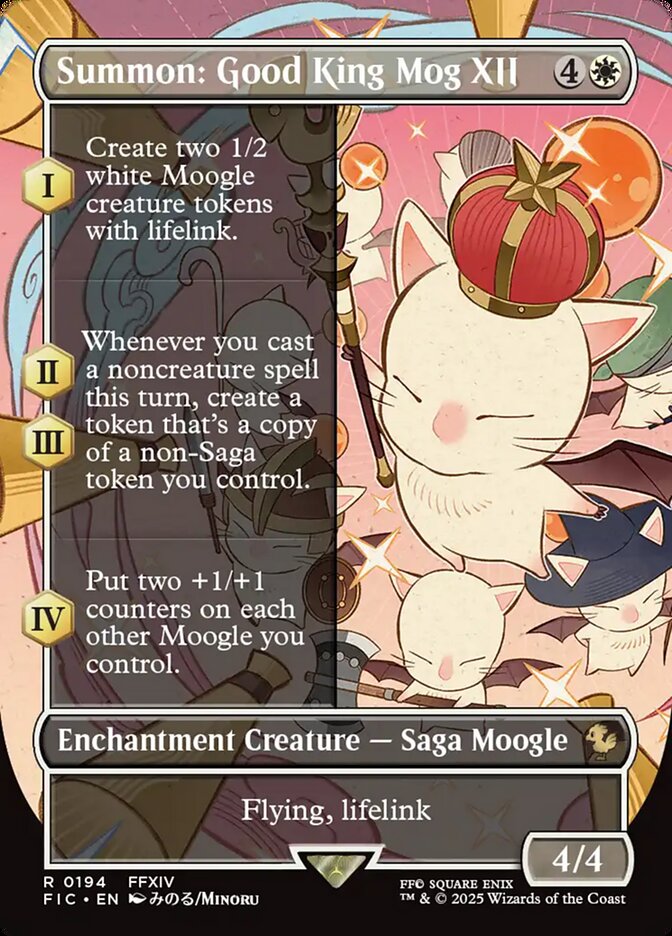 Summon: Good King Mog XII 4
I
Create two 1/2
white Moogle
creature tokens
with lifelink.
II
III
Whenever you cast
a noncreature spell
this turn, create a
token that's a copy
of a non-Saga
token you control.
IV
Put two +1/+1
counters on each
other Moogle you
control.
Enchantment Creature — Saga Moogle
Flying, lifelink
4/4
R 0194 FFXIV
FIC • EN みのる/MINORU
FF© SQUARE ENIX
™ & © 2025 Wizards of the Coast